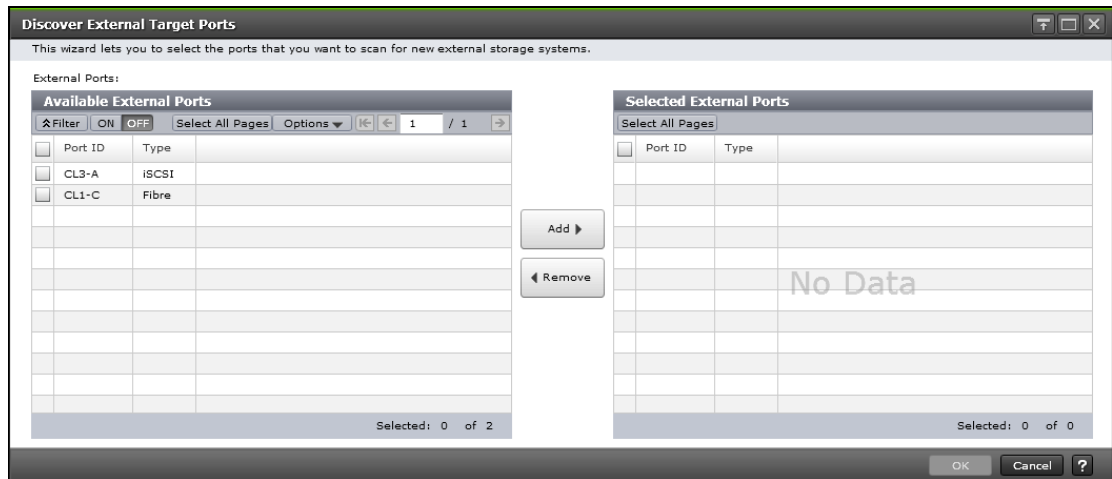 Discover External Target Ports
This wizard lets you to select the ports that you want to scan for new external storage systems.
External Ports:
Available External Ports
Filter ON OFF Select All Pages Options 1 / 1
Port ID Type
CL3-A iSCSI
CL1-C Fibre
Selected: 0 of 2
Add
Remove
Selected External Ports
Select All Pages
Port ID Type
No Data
Selected: 0 of 0
OK Cancel ?